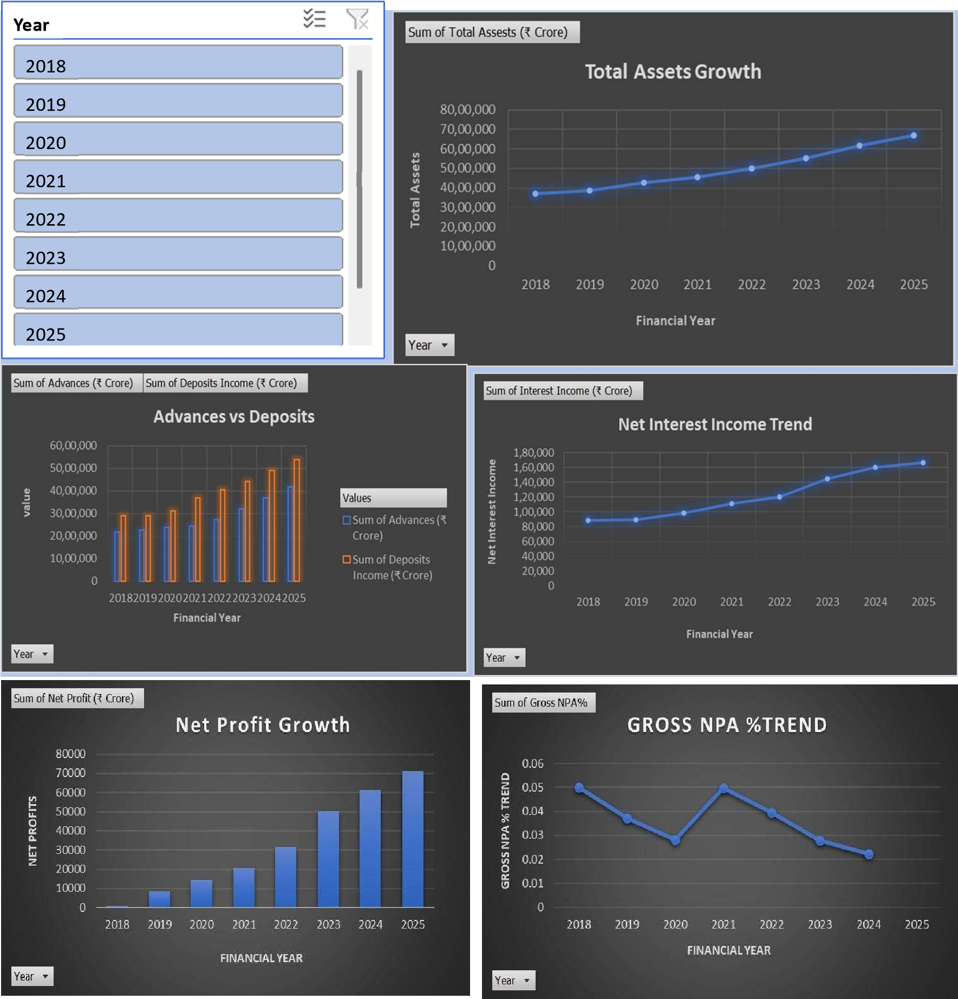 Year
2018
2019
2020
2021
2022
2023
2024
2025
Sum of Total Assests (₹ Crore)
Total Assets Growth
80,00,000
70,00,000
60,00,000
50,00,000
40,00,000
30,00,000
20,00,000
10,00,000
0
Total Assets
2018 2019 2020 2021 2022 2023 2024 2025
Financial Year
Year
Sum of Advances (₹ Crore) Sum of Deposits Income (₹ Crore)
Advances vs Deposits
60,00,000
50,00,000
40,00,000
30,00,000
20,00,000
10,00,000
0
value
2018 2019 2020 2021 2022 2023 2024 2025
Financial Year
Values
Sum of Advances (₹
Crore)
Sum of Deposits
Income (₹ Crore)
Year
Sum of Interest Income (₹ Crore)
Net Interest Income Trend
1,80,000
1,60,000
1,40,000
1,20,000
1,00,000
80,000
60,000
40,000
20,000
0
Net Interest Income
2018 2019 2020 2021 2022 2023 2024 2025
Financial Year
Year
Sum of Net Profit (₹ Crore)
Net Profit Growth
80000
70000
60000
50000
40000
30000
20000
10000
0
NET PROFITS
2018 2019 2020 2021 2022 2023 2024 2025
FINANCIAL YEAR
Year
Sum of Gross NPA%
GROSS NPA %TREND
0.06
0.05
0.04
0.03
0.02
0.01
0
GROSS NPA % TREND
2018 2019 2020 2021 2022 2023 2024 2025
FINANCIAL YEAR
Year